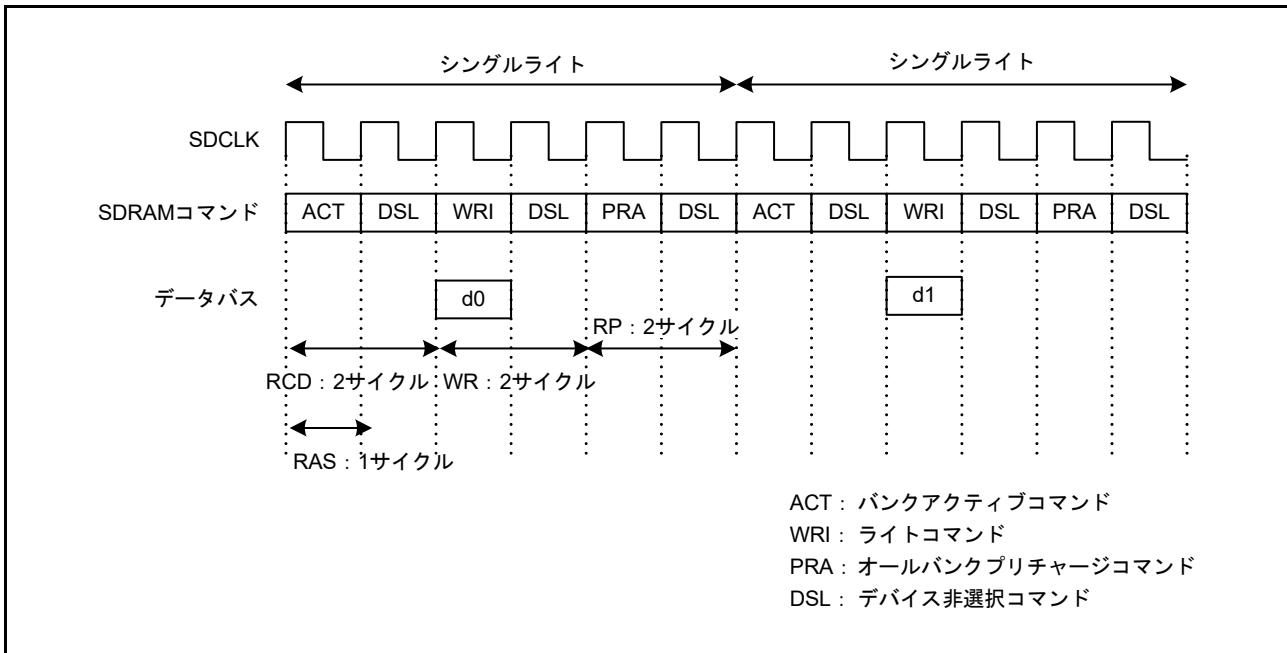 シングルライト シングルライト
SDCLK
SDRAMコマンド ACT DSL WRI DSL PRA DSL ACT DSL WRI DSL PRA DSL
データバス d0 d1
RP：2サイクル
RCD：2サイクル WR：2サイクル
RAS：1サイクル
ACT： バンクアクティブコマンド
WRI： ライトコマンド
PRA： オールバンクプリチャージコマンド
DSL： デバイス非選択コマンド